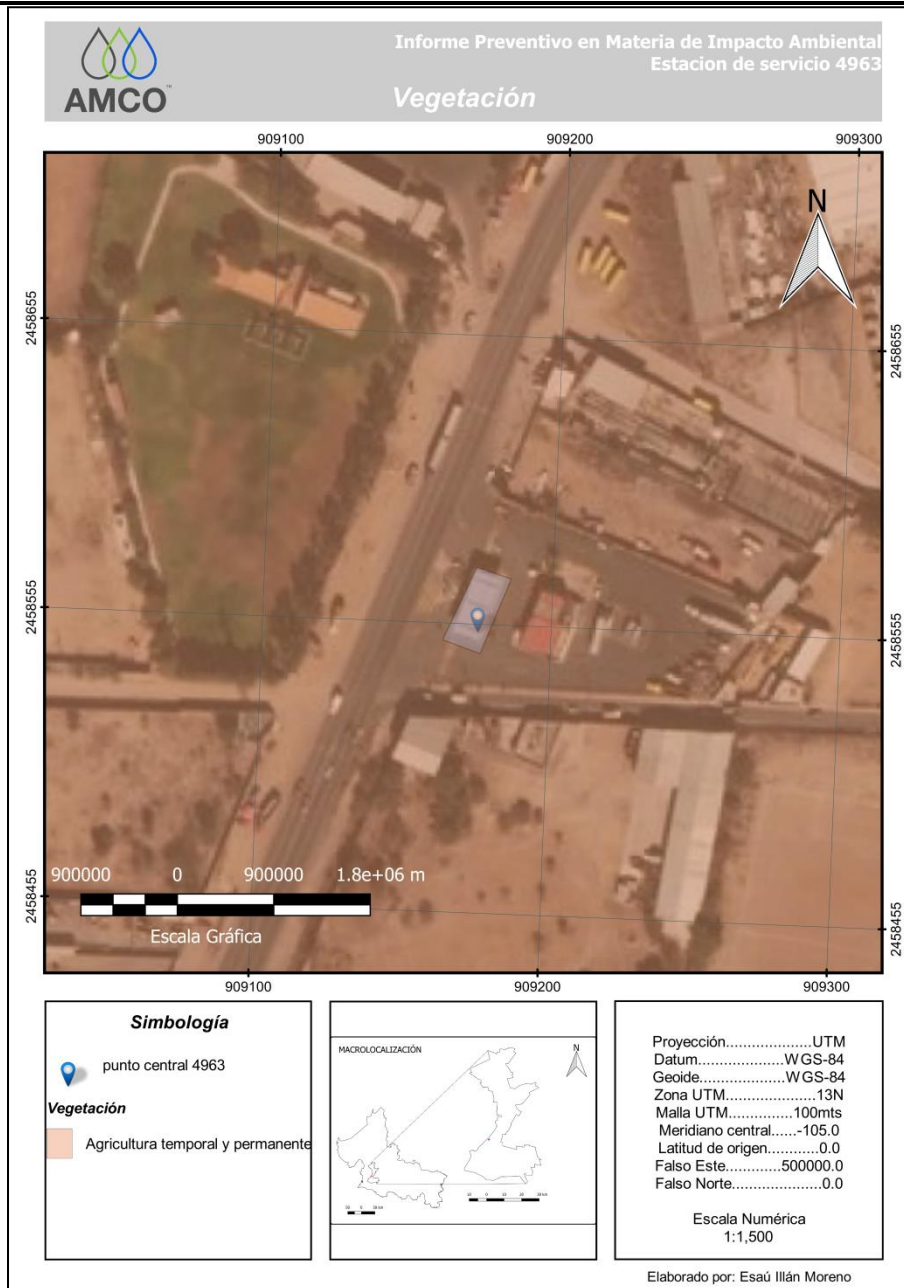 Informe Preventivo en Materia de Impacto Ambiental
Estacion de servicio 4963
AMCO
Vegetación
909100 909200 909300
N
2458655 2458655
2458555 2458555
900000 0 900000 1.8e+06 m
Escala Gráfica
2458455 2458455
909100 909200 909300
Simbología
punto central 4963
Vegetación
Agricultura temporal y permanente
MACROLOCALIZACIÓN
N
Proyección....................UTM
Datum................WGS-84
Geoide................WGS-84
Zona UTM.....................13N
Malla UTM...............100mts
Meridiano central......-105.0
Latitud de origen..........0.0
Falso Este..........500000.0
Falso Norte.....................0.0
Escala Numérica
1:1,500
Elaborado por: Esaú Illán Moreno